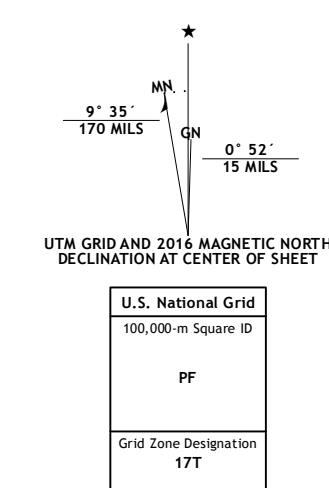 ★
MN
9° 35´
170 MILS
GN
0° 52´
15 MILS
UTM GRID AND 2016 MAGNETIC NORTH
DECLINATION AT CENTER OF SHEET
U.S. National Grid
100,000-m Square ID
PF
Grid Zone Designation
17T